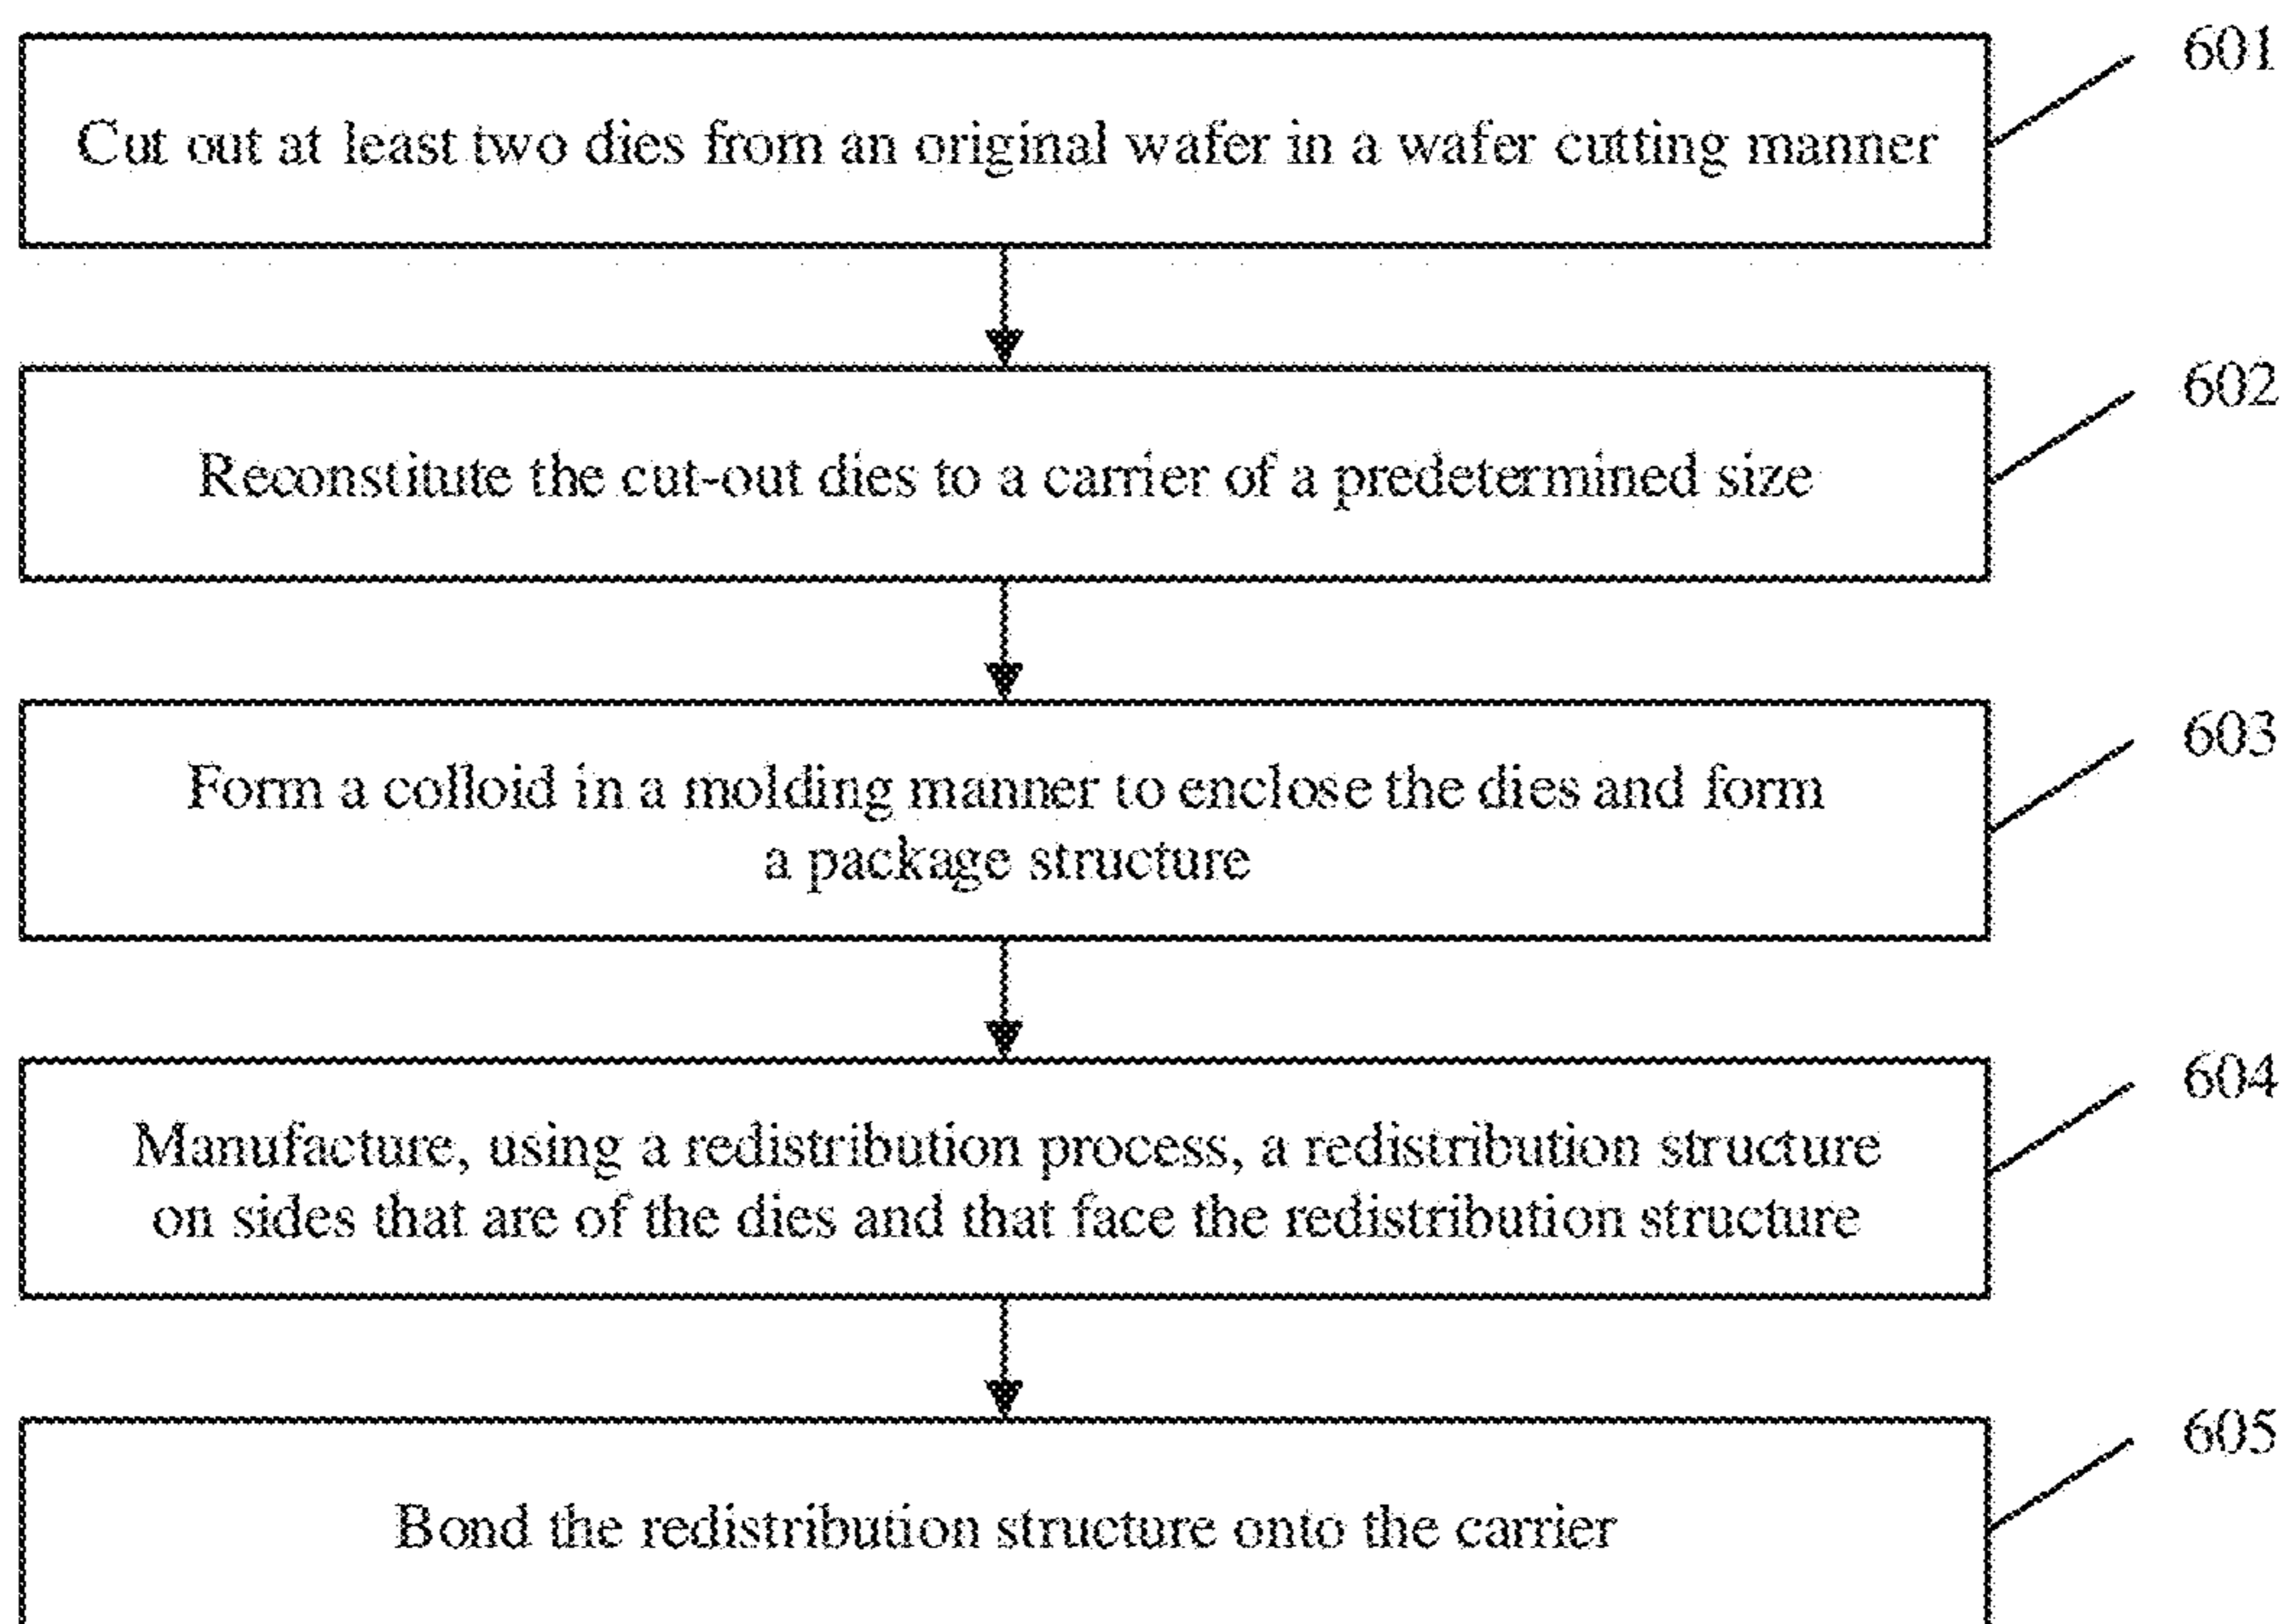 601
Cut out at least two dies from an original wafer in a wafer cutting manner
602
Reconstitute the cut-out dies to a carrier of a predetermined size
603
Form a colloid in a molding manner to enclose the dies and form
a package structure
604
Manufacture, using a redistribution process, a redistribution structure
on sides that are of the dies and that face the redistribution structure
605
Bond the redistribution structure onto the carrier